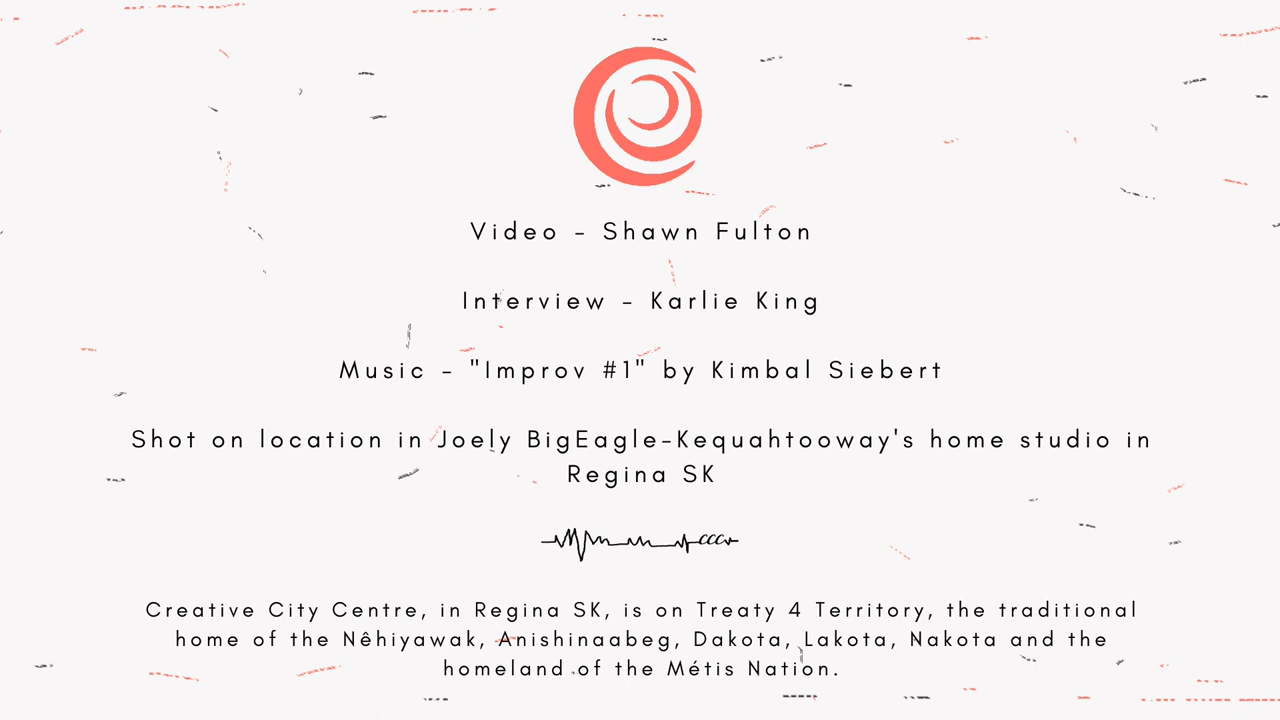 Video - Shawn Fulton
Interview - Karlie King
Music - "Improv #1" by Kimbal Siebert
Shot on location in Joely BigEagle-Kequahtooway's home studio in
Regina SK
Creative City Centre, in Regina SK, is on Treaty 4 Territory, the traditional
home of the Nêhiyawak, Anishinaabeg, Dakota, Lakota, Nakota and the
homeland of the Métis Nation.